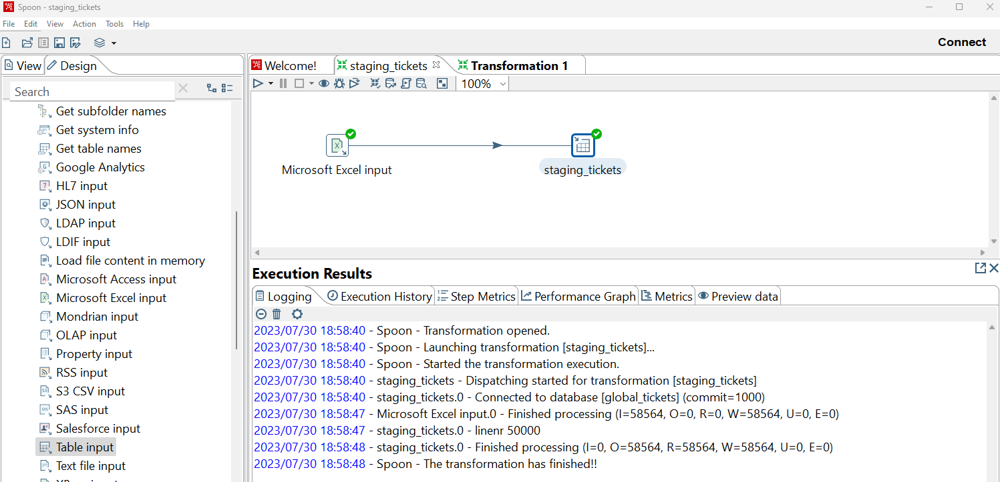 Spoon - staging_tickets
File Edit View Action Tools Help
Connect
View Design
Search
Get subfolder names
Get system info
Get table names
Google Analytics
HL7 input
JSON input
LDAP input
LDIF input
Load file content in memory
Microsoft Access input
Microsoft Excel input
Mondrian input
OLAP input
Property input
RSS input
S3 CSV input
SAS input
Salesforce input
Table input
Text file input
Welcome! staging_tickets Transformation 1
100%
Microsoft Excel input staging_tickets
Execution Results
Logging Execution History Step Metrics Performance Graph Metrics Preview data
2023/07/30 18:58:40 - Spoon - Transformation opened.
2023/07/30 18:58:40 - Spoon - Launching transformation [staging_tickets]...
2023/07/30 18:58:40 - Spoon - Started the transformation execution.
2023/07/30 18:58:40 - staging_tickets - Dispatching started for transformation [staging_tickets]
2023/07/30 18:58:40 - staging_tickets.0 - Connected to database [global_tickets] (commit=1000)
2023/07/30 18:58:47 - Microsoft Excel input.0 - Finished processing (I=58564, O=0, R=0, W=58564, U=0, E=0)
2023/07/30 18:58:47 - staging_tickets.0 - linenr 50000
2023/07/30 18:58:48 - staging_tickets.0 - Finished processing (I=0, O=58564, R=58564, W=58564, U=0, E=0)
2023/07/30 18:58:48 - Spoon - The transformation has finished!!